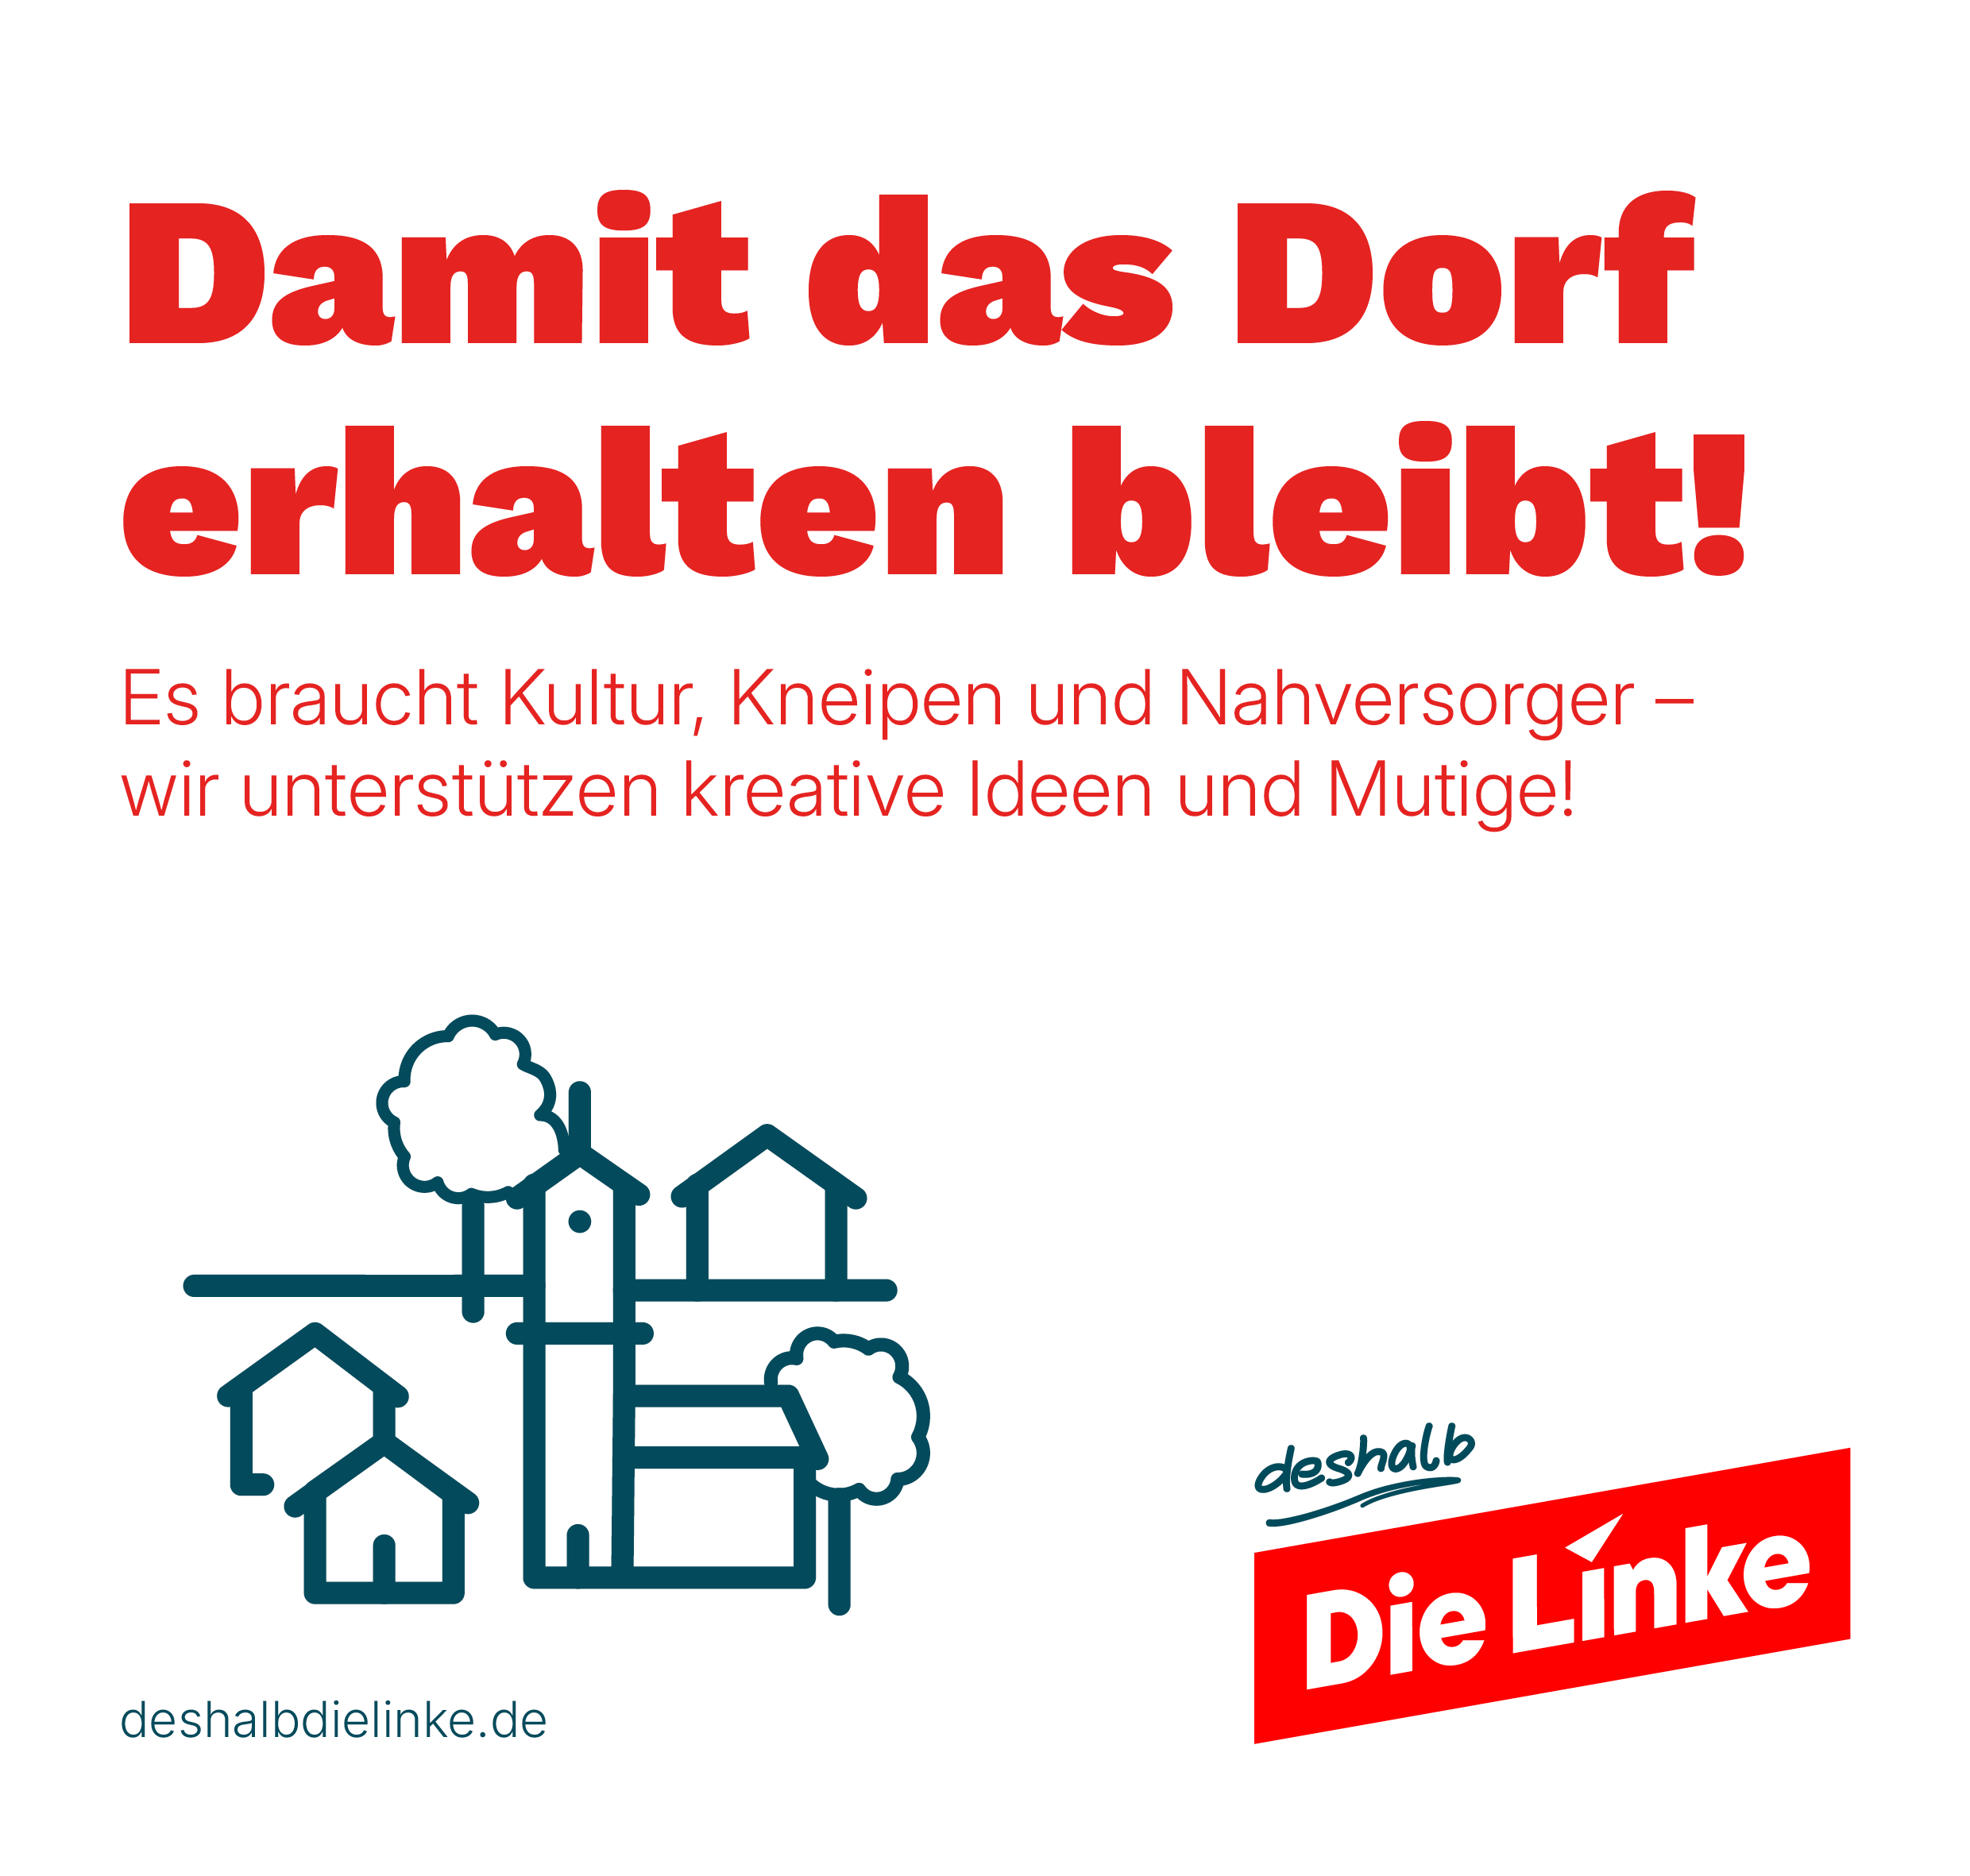 Damit das Dorf
erhalten bleibt!
Es braucht Kultur, Kneipen und Nahversorger –
wir unterstützen kreative Ideen und Mutige!
deshalb
Die Linke
deshalbdielinke.de